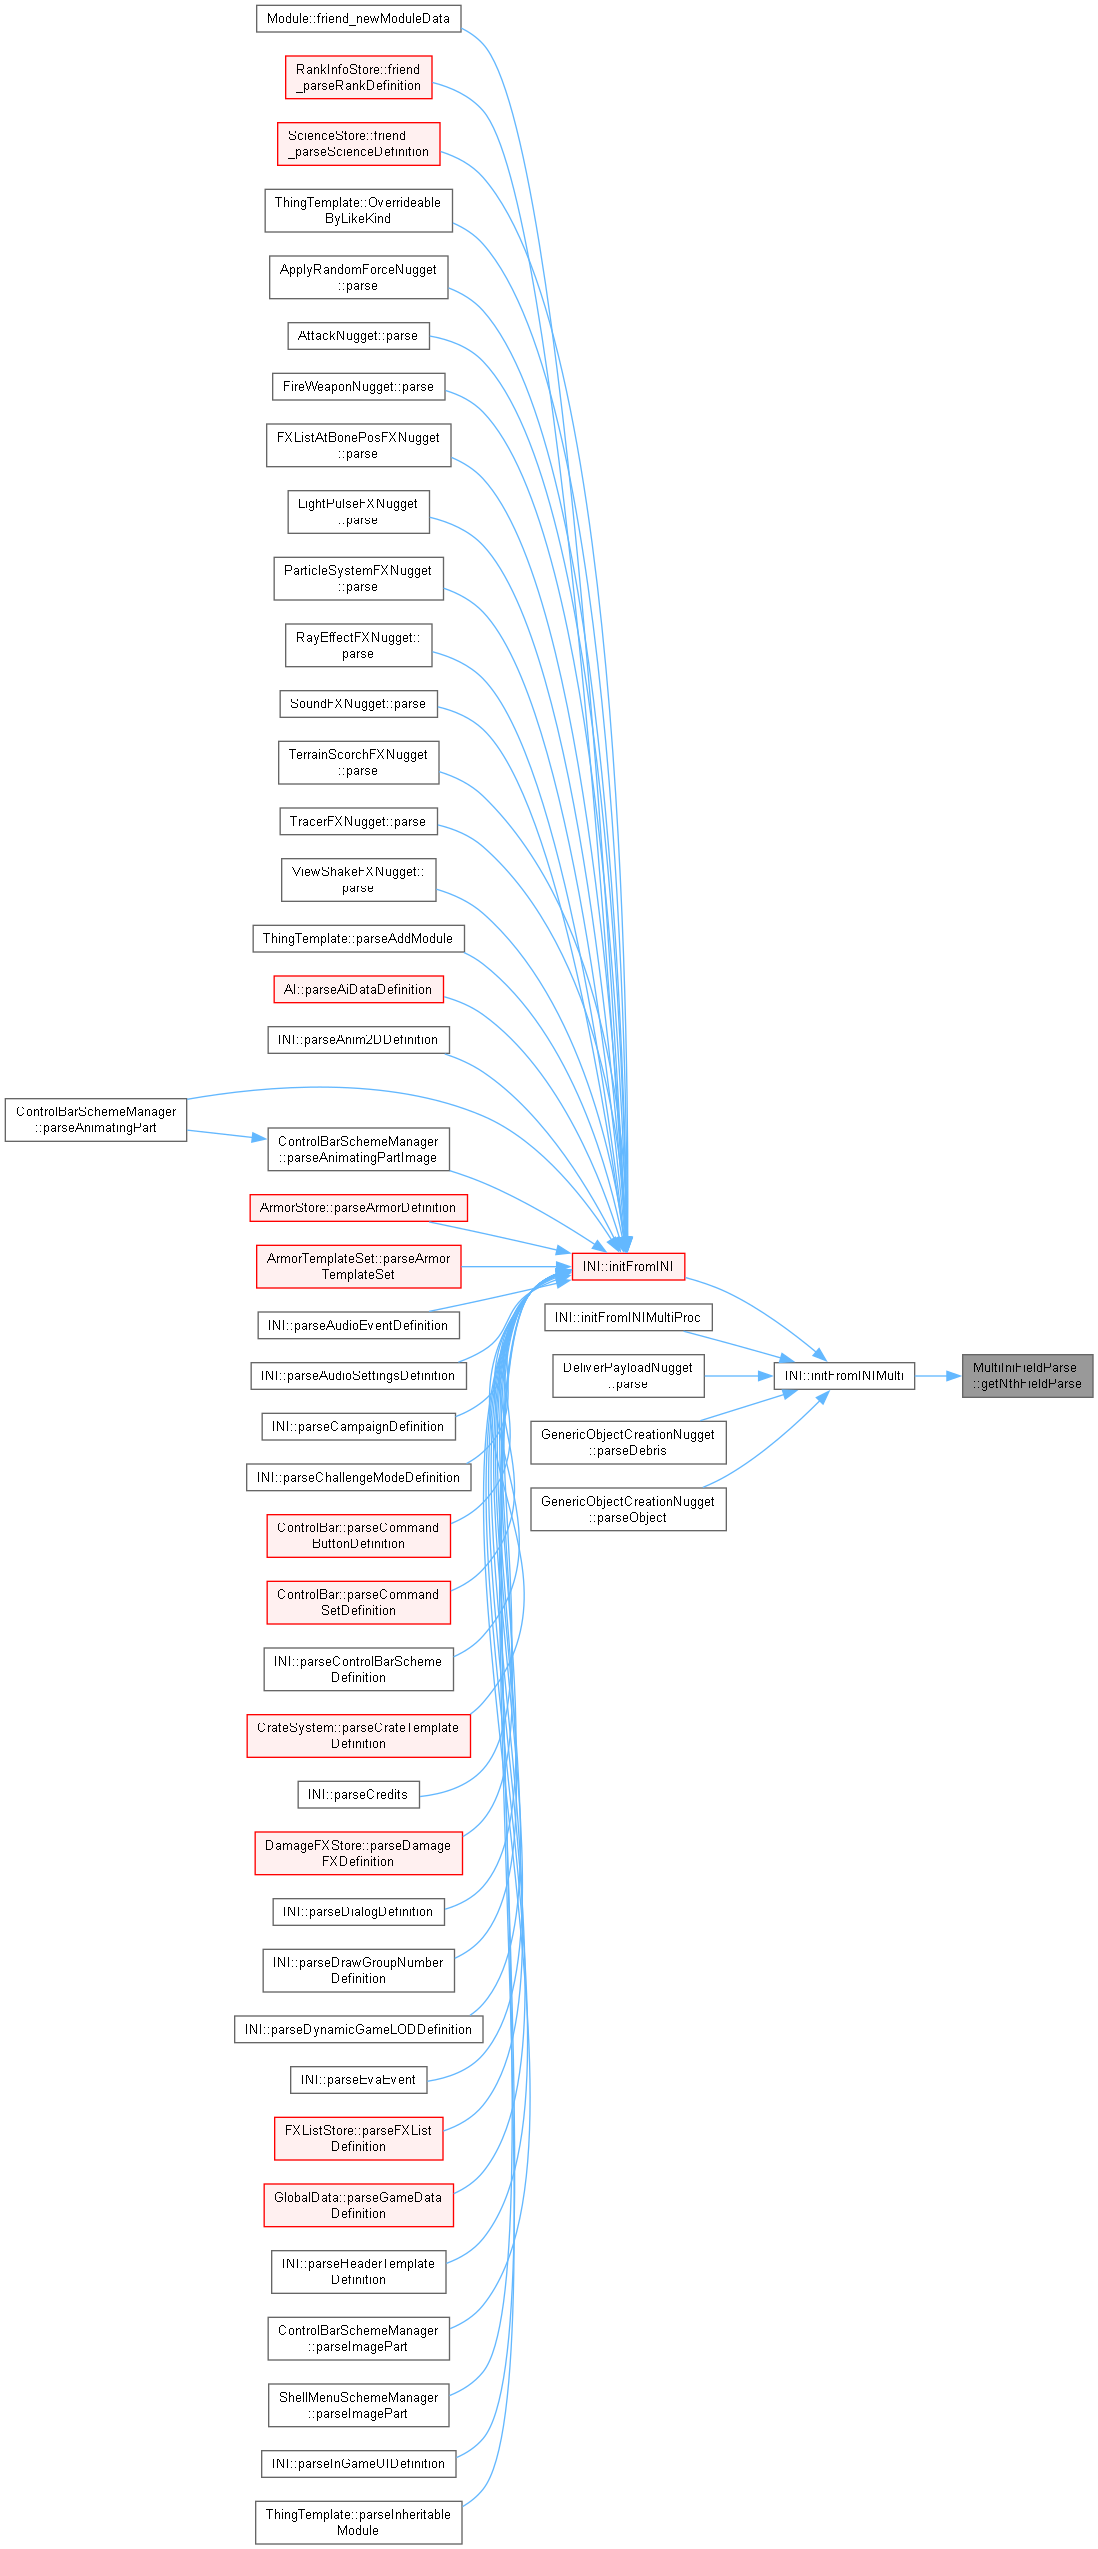 Module::friend_newModuleData
RankInfoStore::friend
_parseRankDefinition
ScienceStore::friend
_parseScienceDefinition
ThingTemplate::Overrideable
ByLikeKind
ApplyRandomForceNugget
::parse
AttackNugget::parse
FireWeaponNugget::parse
FXListAtBonePosFXNugget
::parse
LightPulseFXNugget
::parse
ParticleSystemFXNugget
::parse
RayEffectFXNugget::
parse
SoundFXNugget::parse
TerrainScorchFXNugget
::parse
TracerFXNugget::parse
ViewShakeFXNugget::
parse
ThingTemplate::parseAddModule
AI::parseAiDataDefinition
INI::parseAnim2DDefinition
ControlBarSchemeManager
::parseAnimatingPart
ControlBarSchemeManager
::parseAnimatingPartImage
ArmorStore::parseArmorDefinition
ArmorTemplateSet::parseArmor
TemplateSet
INI::initFromINI
INI::initFromINIMultiProc
INI::parseAudioEventDefinition
DeliverPayloadNugget
::parse
INI::initFromINIMulti
MultiIniFieldParse
::getNthFieldParse
INI::parseAudioSettingsDefinition
INI::parseCampaignDefinition
GenericObjectCreationNugget
::parseDebris
INI::parseChallengeModeDefinition
GenericObjectCreationNugget
::parseObject
ControlBar::parseCommand
ButtonDefinition
ControlBar::parseCommand
SetDefinition
INI::parseControlBarScheme
Definition
CrateSystem::parseCrateTemplate
Definition
INI::parseCredits
DamageFXStore::parseDamage
FXDefinition
INI::parseDialogDefinition
INI::parseDrawGroupNumber
Definition
INI::parseDynamicGameLODDefinition
INI::parseEvaEvent
FXListStore::parseFXList
Definition
GlobalData::parseGameData
Definition
INI::parseHeaderTemplate
Definition
ControlBarSchemeManager
::parseImagePart
ShellMenuSchemeManager
::parseImagePart
INI::parseInGameUIDefinition
ThingTemplate::parseInheritable
Module